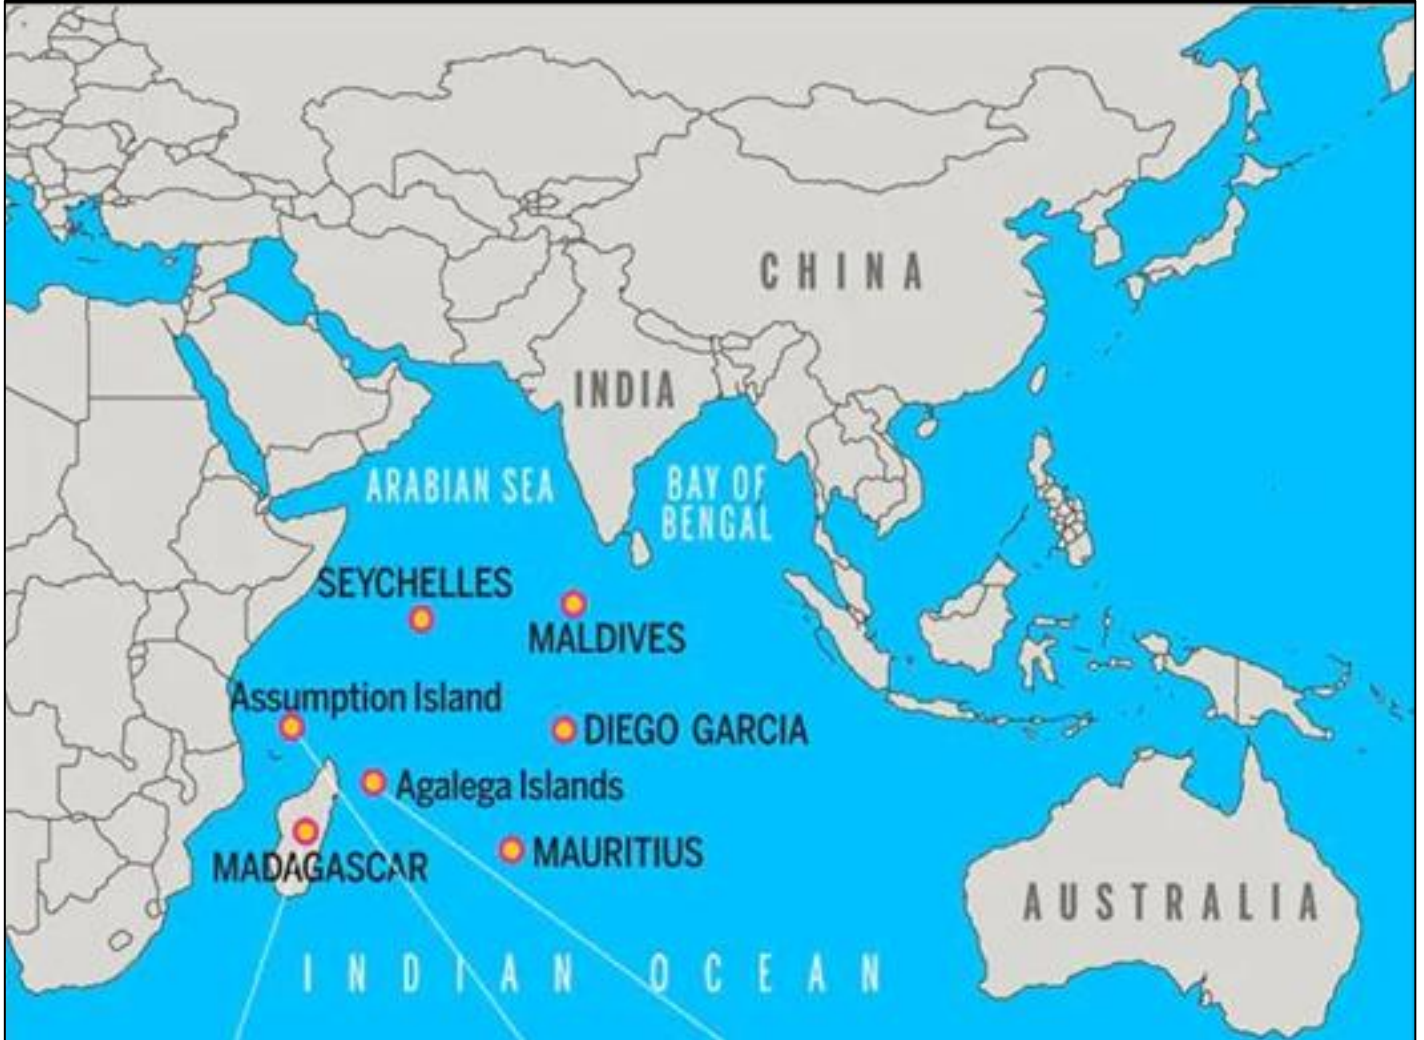 CHINA
INDIA
ARABIAN SEA
BAY OF
BENGAL
SEYCHELLES
MALDIVES
Assumption Island
DIEGO GARCIA
Agalega Islands
MAURITIUS
MADAGASCAR
AUSTRALIA
INDIAN OCEAN